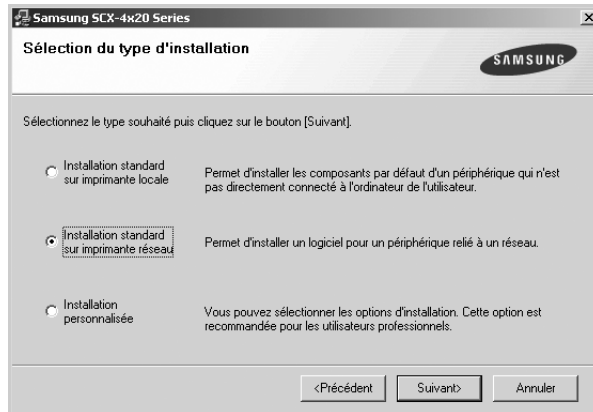 Samsung SCX-4x20 Series
Sélection du type d'installation
SAMSUNG
Sélectionnez le type souhaité puis cliquez sur le bouton [Suivant].
Installation standard
sur imprimante locale
Permet d'installer les composants par défaut d'un périphérique qui n'est
pas directement connecté à l'ordinateur de l'utilisateur.
Installation standard
sur imprimante réseau
Permet d'installer un logiciel pour un périphérique relié à un réseau.
Installation
personnalisée
Vous pouvez sélectionner les options d'installation. Cette option est
recommandée pour les utilisateurs professionnels.
<Précédent
Suivant>
Annuler